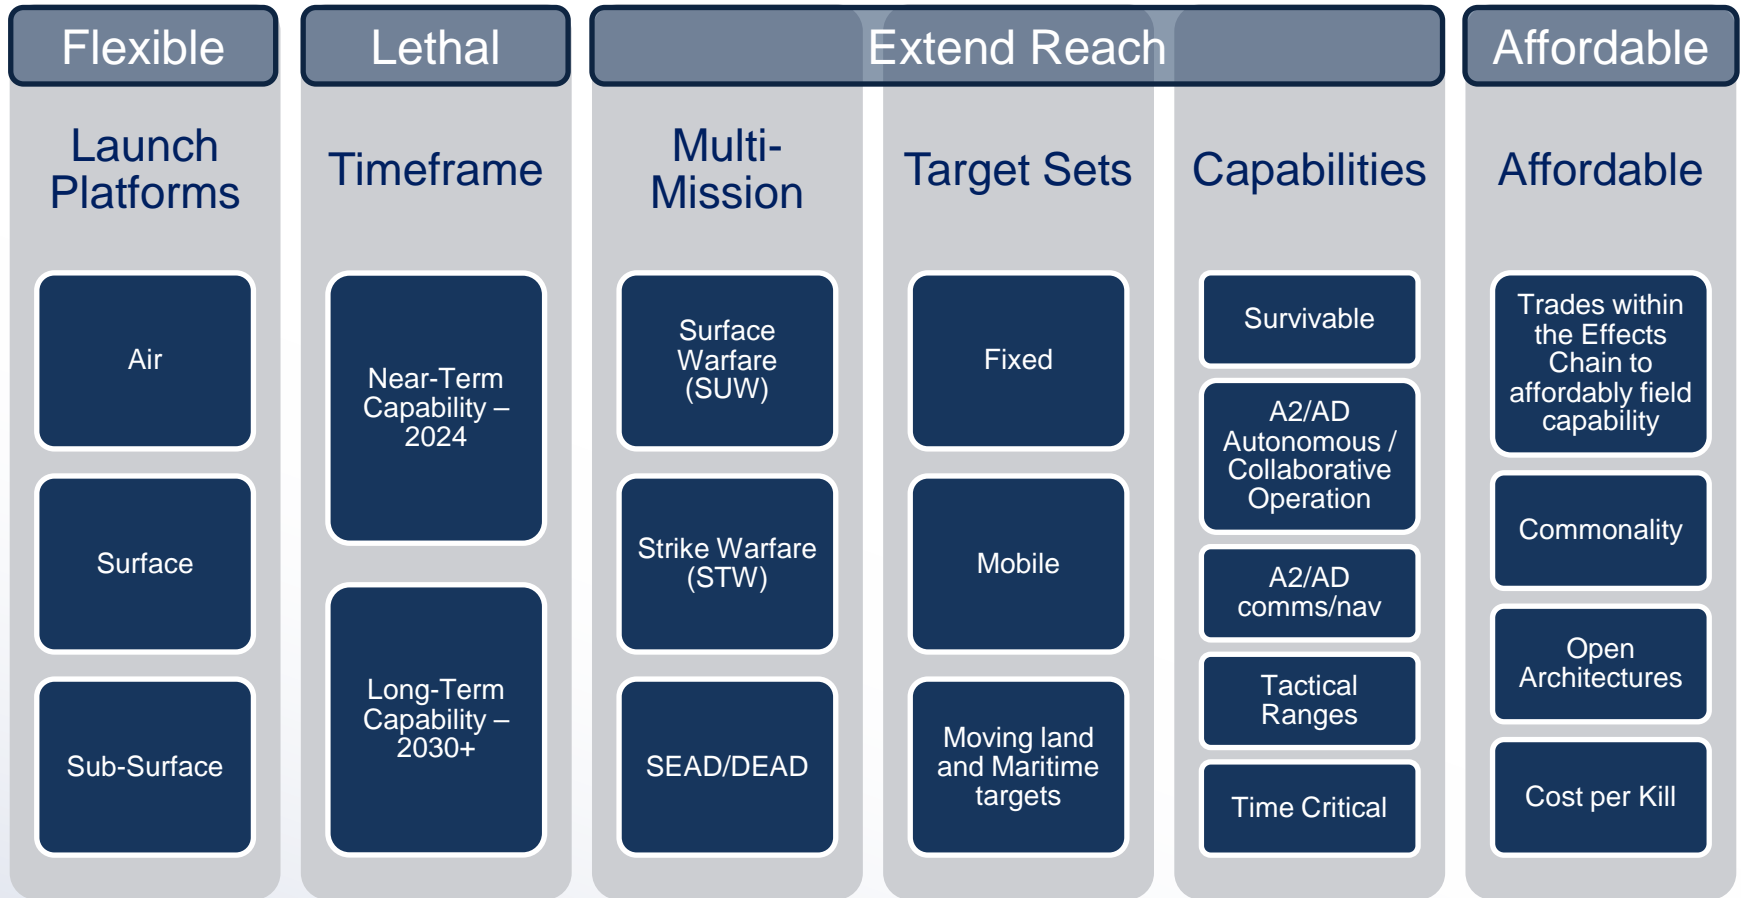 Flexible
Lethal
Extend Reach
Affordable
Launch
Platforms
Timeframe
Multi-
Mission
Target Sets
Capabilities
Affordable
Air
Surface
Sub-Surface
Near-Term
Capability –
2024
Long-Term
Capability –
2030+
Surface
Warfare
(SUW)
Strike Warfare
(STW)
SEAD/DEAD
Fixed
Mobile
Moving land
and Maritime
targets
Survivable
A2/AD
Autonomous /
Collaborative
Operation
A2/AD
comms/nav
Tactical
Ranges
Time Critical
Trades within
the Effects
Chain to
affordably field
capability
Commonality
Open
Architectures
Cost per Kill